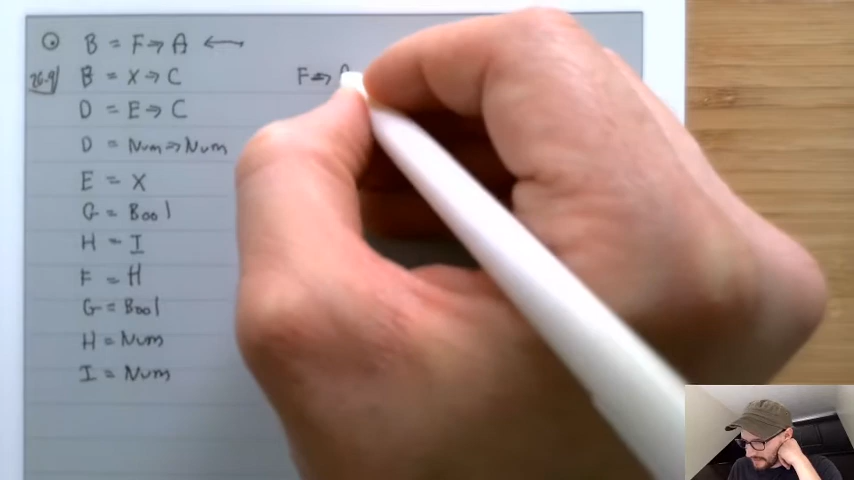 ⊙ B = F → A ←
26.9 B = X → C F →
D = E → C
D = Num → Num
E = X
G = Bool
H = I
F = H
G = Bool
H = Num
I = Num